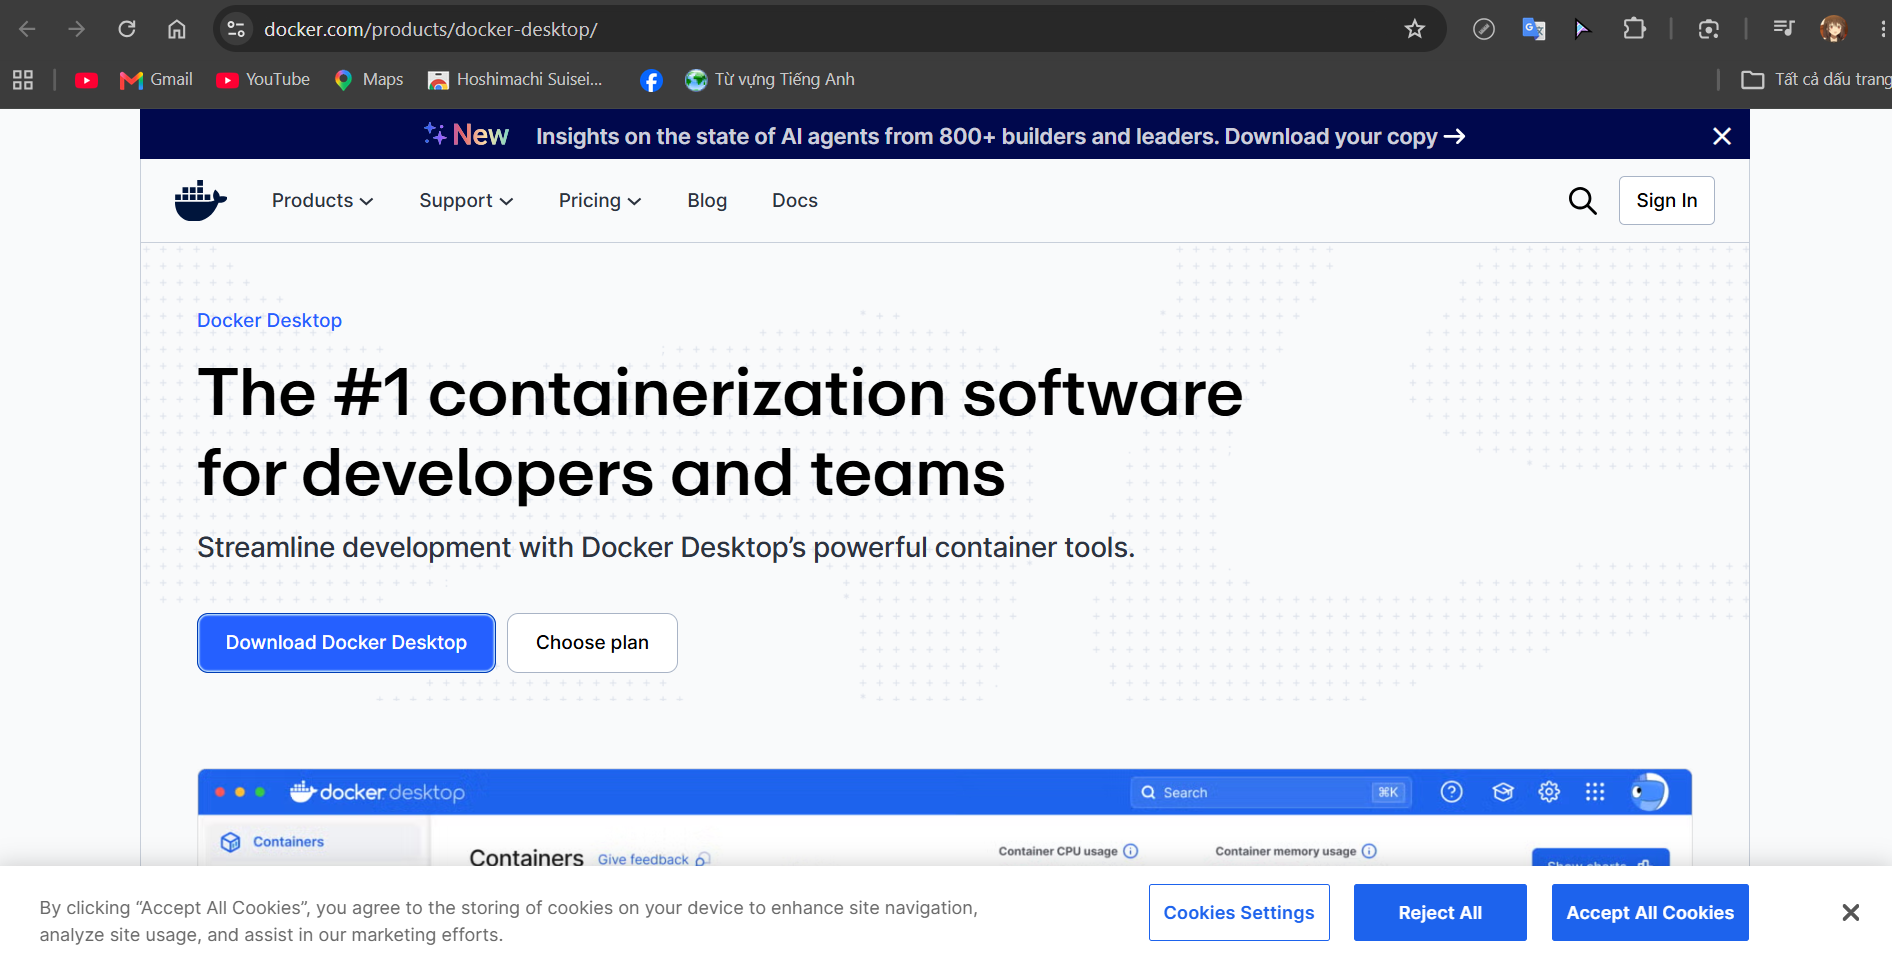 docker.com/products/docker-desktop/
Gmail
YouTube
Maps
Hoshimachi Suisei...
Từ vựng Tiếng Anh
Tất cả dấu trang
New
Insights on the state of AI agents from 800+ builders and leaders. Download your copy →
Products
Support
Pricing
Blog
Docs
Sign In
Docker Desktop
The #1 containerization software
for developers and teams
Streamline development with Docker Desktop’s powerful container tools.
Download Docker Desktop
Choose plan
docker desktop
Search
⌘K
Containers
Containers
Give feedback
Container CPU usage
Container memory usage
Show charts
By clicking “Accept All Cookies”, you agree to the storing of cookies on your device to enhance site navigation,
analyze site usage, and assist in our marketing efforts.
Cookies Settings
Reject All
Accept All Cookies